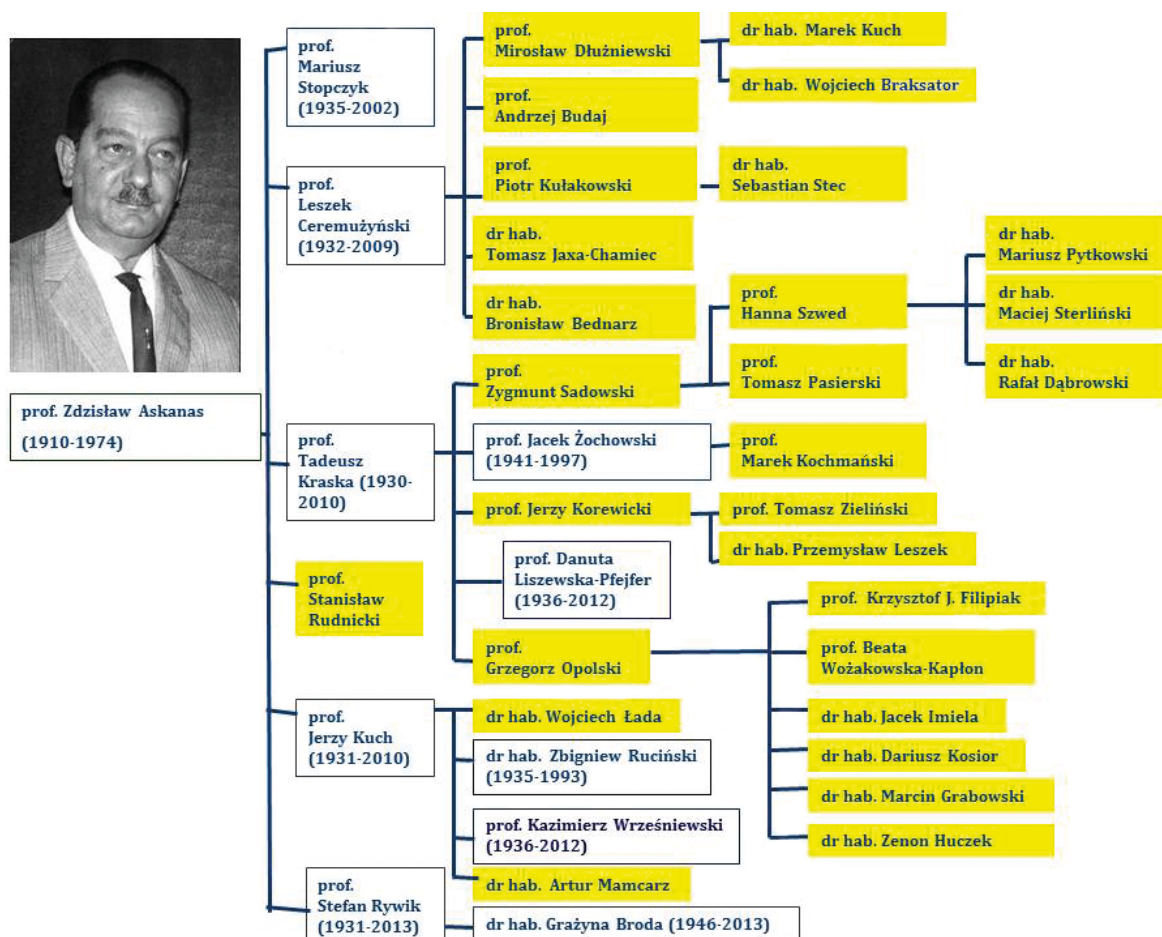 prof. Zdzisław Askanas
(1910-1974)
prof.
Mariusz
Stopczyk
(1935-2002)
prof.
Leszek
Ceremużyński
(1932-2009)
prof.
Tadeusz
Kraska (1930-
2010)
prof.
Stanisław
Rudnicki
prof.
Jerzy Kuch
(1931-2010)
prof.
Stefan Rywik
(1931-2013)
prof.
Mirosław Dłużniewski
prof.
Andrzej Budaj
prof.
Piotr Kułakowski
dr hab.
Tomasz Jaxa-Chamiec
dr hab.
Bronisław Bednarz
prof.
Zygmunt Sadowski
prof. Jacek Żochowski
(1941-1997)
prof. Jerzy Korewicki
prof. Danuta
Liszewska-Pfejfer
(1936-2012)
prof.
Grzegorz Opolski
dr hab. Wojciech Łada
dr hab. Zbigniew Ruciński
(1935-1993)
prof. Kazimierz Wrześniewski
(1936-2012)
dr hab. Artur Mamcarz
dr hab. Grażyna Broda (1946-2013)
dr hab. Marek Kuch
dr hab. Wojciech Braksator
dr hab.
Sebastian Stec
prof.
Hanna Szwed
prof.
Tomasz Pasierski
prof.
Marek Kochmański
prof. Tomasz Zieliński
dr hab. Przemysław Leszek
dr hab.
Mariusz Pytkowski
dr hab.
Maciej Sterliński
dr hab.
Rafał Dąbrowski
prof. Krzysztof J. Filipiak
prof. Beata
Wożakowska-Kapłon
dr hab. Jacek Imiela
dr hab. Dariusz Kosior
dr hab. Marcin Grabowski
dr hab. Zenon Huczek